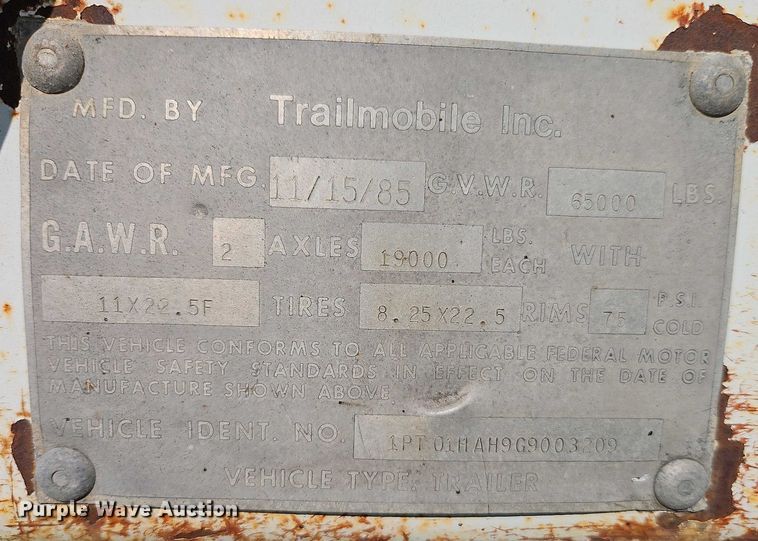 MFD. BY Trailmobile Inc.
DATE OF MFG. 11/15/85 G.V.W.R. 65000 LBS.
G.A.W.R. 2 AXLES 19000 LBS. EACH WITH
11X22.5F TIRES 8.25X22.5 RIMS 75 P.S.I. COLD
THIS VEHICLE CONFORMS TO ALL APPLICABLE FEDERAL MOTOR
VEHICLE SAFETY STANDARDS IN EFFECT ON THE DATE OF
MANUFACTURE SHOWN ABOVE
VEHICLE IDENT. NO.
VEHICLE TYPE: TRAILER
Purple Wave Auction